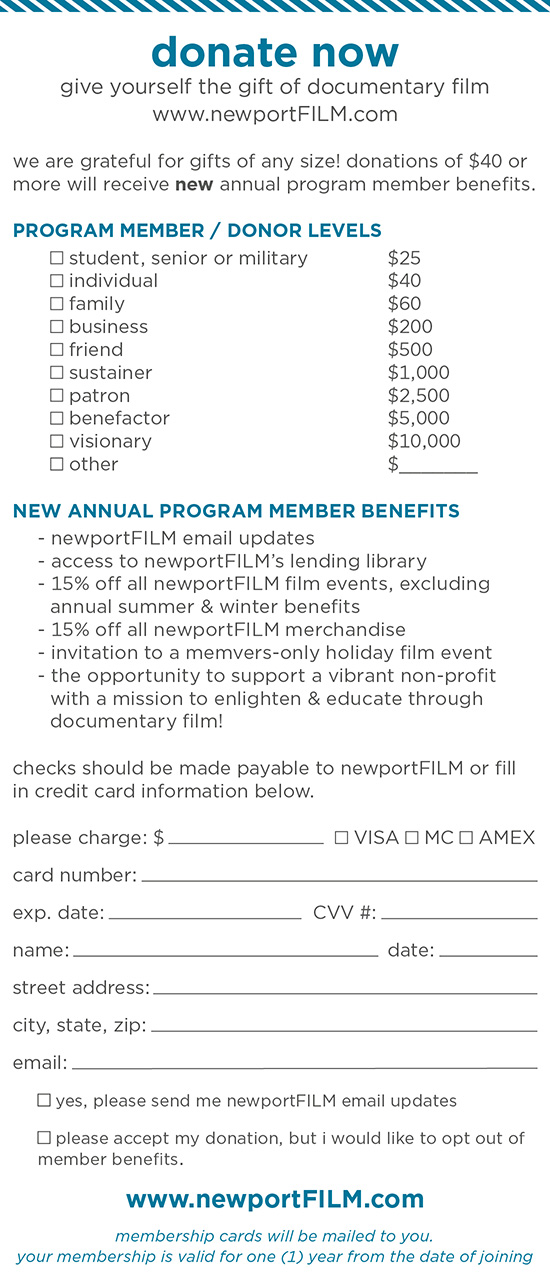 donate now
give yourself the gift of documentary film
www.newportFILM.com
we are grateful for gifts of any size! donations of $40 or
more will receive new annual program member benefits.
PROGRAM MEMBER / DONOR LEVELS
☐ student, senior or military $25
☐ individual $40
☐ family $60
☐ business $200
☐ friend $500
☐ sustainer $1,000
☐ patron $2,500
☐ benefactor $5,000
☐ visionary $10,000
☐ other $_______
NEW ANNUAL PROGRAM MEMBER BENEFITS
- newportFILM email updates
- access to newportFILM's lending library
- 15% off all newportFILM film events, excluding
annual summer & winter benefits
- 15% off all newportFILM merchandise
- invitation to a memvers-only holiday film event
- the opportunity to support a vibrant non-profit
with a mission to enlighten & educate through
documentary film!
checks should be made payable to newportFILM or fill
in credit card information below.
please charge: $ ______________ ☐ VISA ☐ MC ☐ AMEX
card number: ______________
exp. date: ______________ CVV #: ______________
name: ______________ date: _________
street address: ______________
city, state, zip: ______________
email: ______________
☐ yes, please send me newportFILM email updates
☐ please accept my donation, but i would like to opt out of
member benefits.
www.newportFILM.com
membership cards will be mailed to you.
your membership is valid for one (1) year from the date of joining